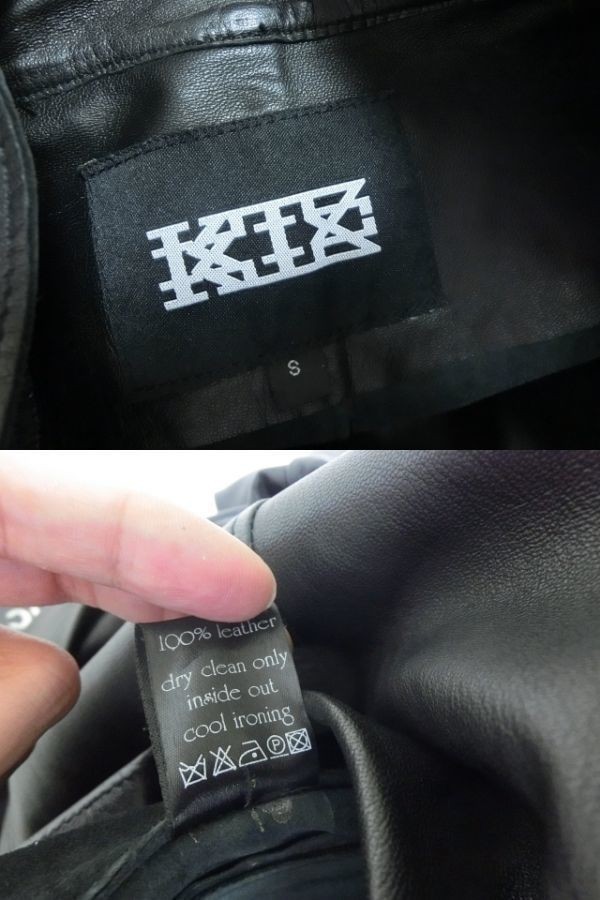 KTZ
S
100% leather
dry clean only
inside out
cool ironing
P